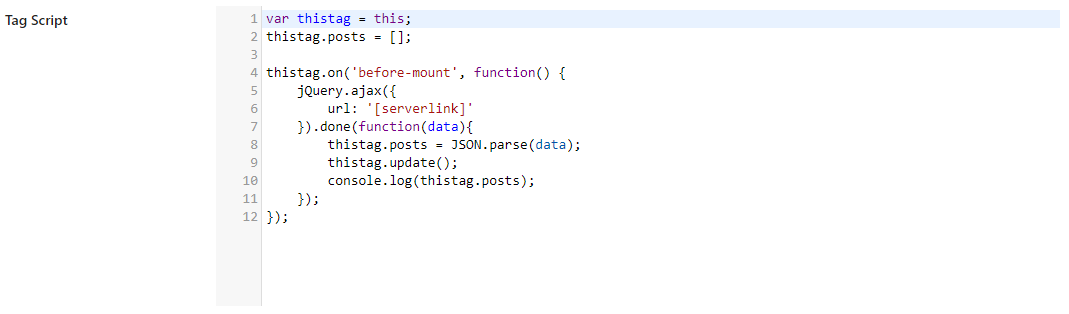 Tag Script
1 var thistag = this;
2 thistag.posts = [];
3
4 thistag.on('before-mount', function() {
5     jQuery.ajax({
6         url: '[serverlink]'
7     }).done(function(data){
8         thistag.posts = JSON.parse(data);
9         thistag.update();
10         console.log(thistag.posts);
11     });
12 });